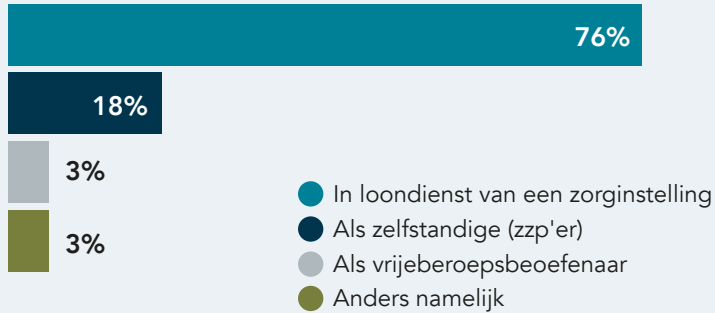 76%
18%
3%
3%
In loondienst van een zorginstelling
Als zelfstandige (zzp'er)
Als vrijeberoepsbeoefenaar
Anders namelijk